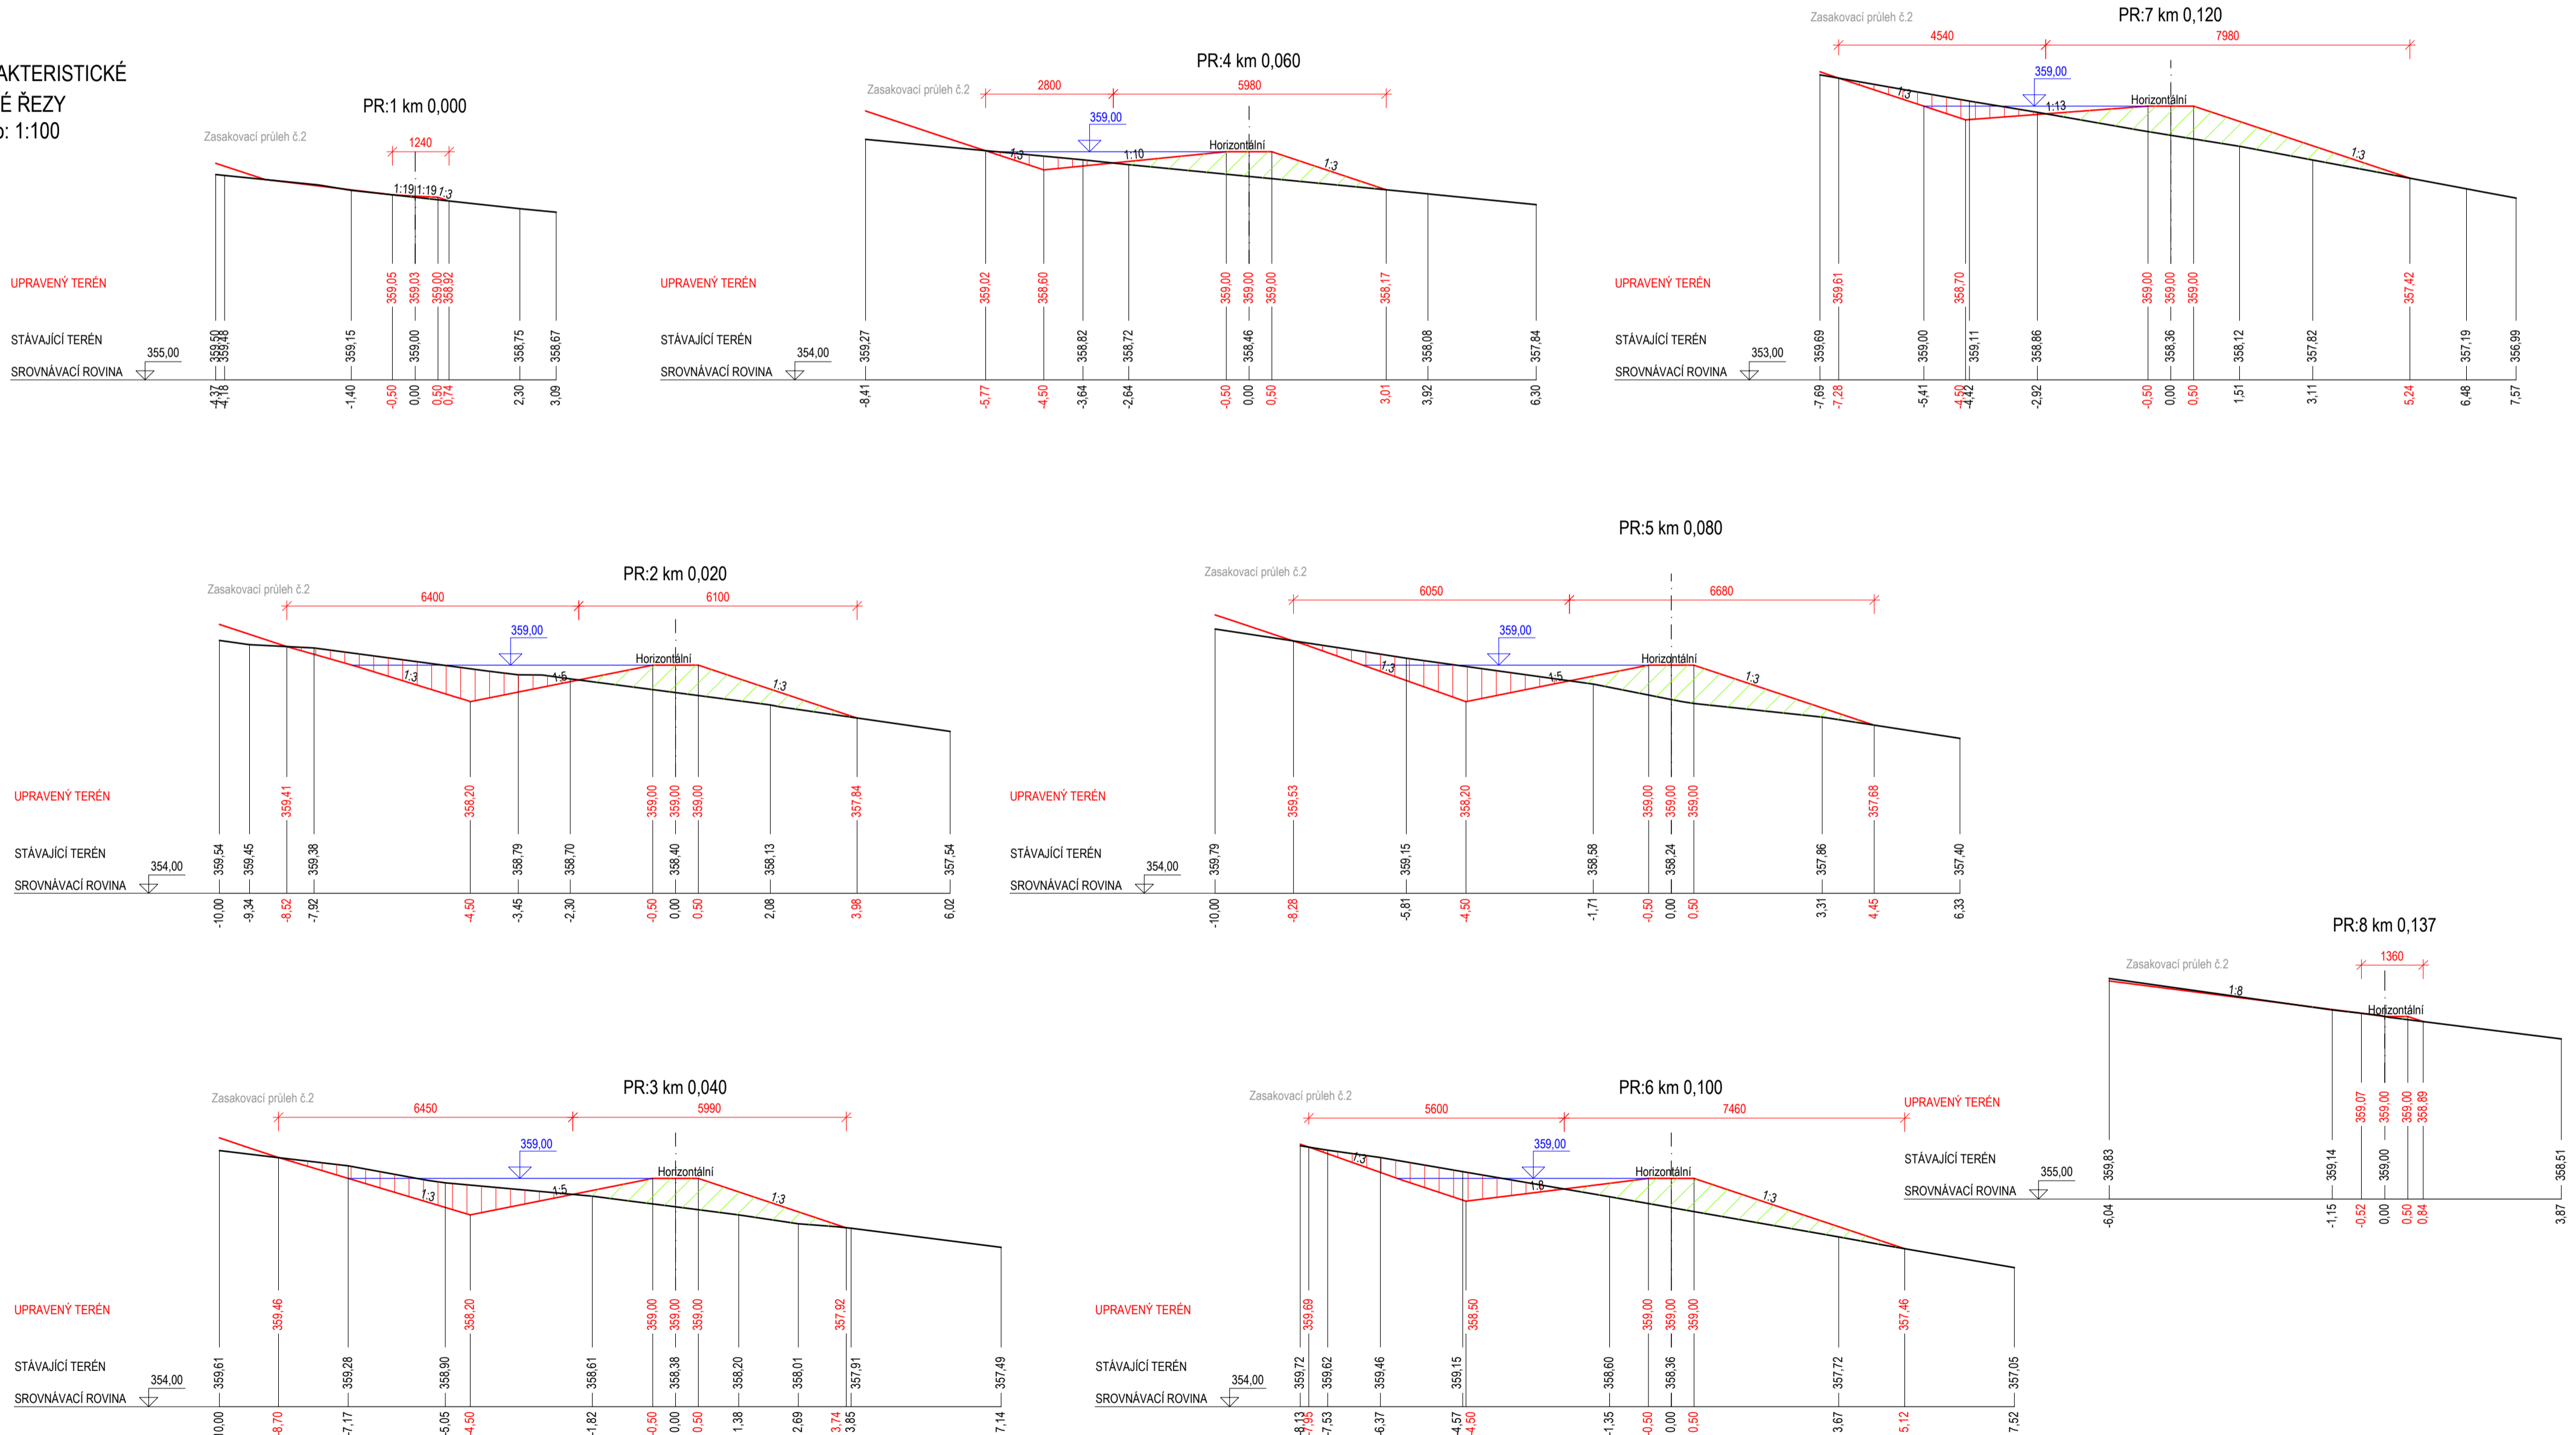 AKTERISTICKÉ
É ŘEZY
: 1:100
PR:1 km 0,000
Zasakovací průleh č.2
1240
1:19 1:19 1:3
UPRAVENÝ TERÉN
359,05 359,03 359,00 358,92
STÁVAJÍCÍ TERÉN
359,50 359,48 359,15 359,00 358,75 358,67
SROVNÁVACÍ ROVINA 355,00
-4,37 -4,18 -1,40 -0,50 0,00 0,50 0,74 2,30 3,09
PR:4 km 0,060
Zasakovací průleh č.2
2800 5980
359,00
Horizontální
1:3 1:10 1:3
UPRAVENÝ TERÉN
359,02 358,60 359,00 359,00 359,00 358,17
STÁVAJÍCÍ TERÉN
359,27 358,82 358,72 358,46 358,08 357,84
SROVNÁVACÍ ROVINA 354,00
-8,41 -5,77 -4,50 -3,64 -2,64 -0,50 0,00 0,50 3,01 3,92 6,30
PR:7 km 0,120
Zasakovací průleh č.2
4540 7980
359,00
Horizontální
1:3 1:13 1:3
UPRAVENÝ TERÉN
359,61 358,70 359,00 359,00 359,00 357,42
STÁVAJÍCÍ TERÉN
359,69 359,00 359,11 358,86 358,36 358,12 357,82 357,19 356,99
SROVNÁVACÍ ROVINA 353,00
-7,69 -7,28 -5,41 -4,50 -4,42 -2,92 -0,50 0,00 0,50 1,51 3,11 5,24 6,48 7,57
PR:2 km 0,020
Zasakovací průleh č.2
6400 6100
359,00
Horizontální
1:3 1:5 1:3
UPRAVENÝ TERÉN
359,41 358,20 359,00 359,00 359,00 357,84
STÁVAJÍCÍ TERÉN
359,54 359,45 359,38 358,79 358,70 358,40 358,13 357,54
SROVNÁVACÍ ROVINA 354,00
-10,00 -9,34 -8,52 -7,92 -4,50 -3,45 -2,30 -0,50 0,00 0,50 2,08 3,98 6,02
PR:5 km 0,080
Zasakovací průleh č.2
6050 6680
359,00
Horizontální
1:3 1:5 1:3
UPRAVENÝ TERÉN
359,53 358,20 359,00 359,00 359,00 357,68
STÁVAJÍCÍ TERÉN
359,79 359,15 358,58 358,24 357,86 357,40
SROVNÁVACÍ ROVINA 354,00
-10,00 -8,28 -5,81 -4,50 -1,71 -0,50 0,00 0,50 3,31 4,45 6,33
PR:8 km 0,137
Zasakovací průleh č.2
1360
1:8
Horizontální
UPRAVENÝ TERÉN
359,07 359,00 359,00 358,89
STÁVAJÍCÍ TERÉN
359,83 359,14 359,00 358,51
SROVNÁVACÍ ROVINA 355,00
-6,04 -1,15 -0,52 0,00 0,50 0,84 3,87
PR:3 km 0,040
Zasakovací průleh č.2
6450 5990
359,00
Horizontální
1:3 1:5 1:3
UPRAVENÝ TERÉN
359,46 358,20 359,00 359,00 359,00 357,92
STÁVAJÍCÍ TERÉN
359,61 359,28 358,90 358,61 358,38 358,20 358,01 357,91 357,49
SROVNÁVACÍ ROVINA 354,00
10,00 -8,70 -7,17 -5,05 -4,50 -1,82 -0,50 0,00 0,50 1,38 2,69 3,74 3,85 7,14
PR:6 km 0,100
Zasakovací průleh č.2
5600 7460
359,00
Horizontální
1:3 1:8 1:3
UPRAVENÝ TERÉN
359,69 358,50 359,00 359,00 359,00 357,46
STÁVAJÍCÍ TERÉN
359,72 359,62 359,46 359,15 358,60 358,36 357,72 357,05
SROVNÁVACÍ ROVINA 354,00
-8,13 -7,95 -7,53 -6,37 -4,57 -4,50 -1,35 -0,50 0,00 0,50 3,67 5,12 7,52